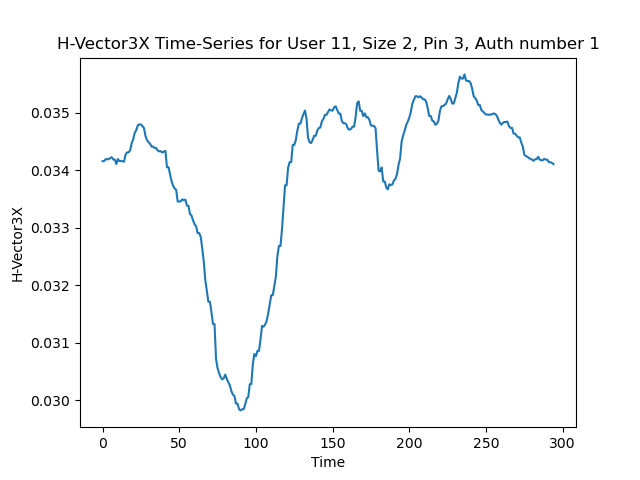 H-Vector3X Time-Series for User 11, Size 2, Pin 3, Auth number 1
0.035
0.034
0.033
0.032
0.031
0.030
H-Vector3X
0 50 100 150 200 250 300
Time